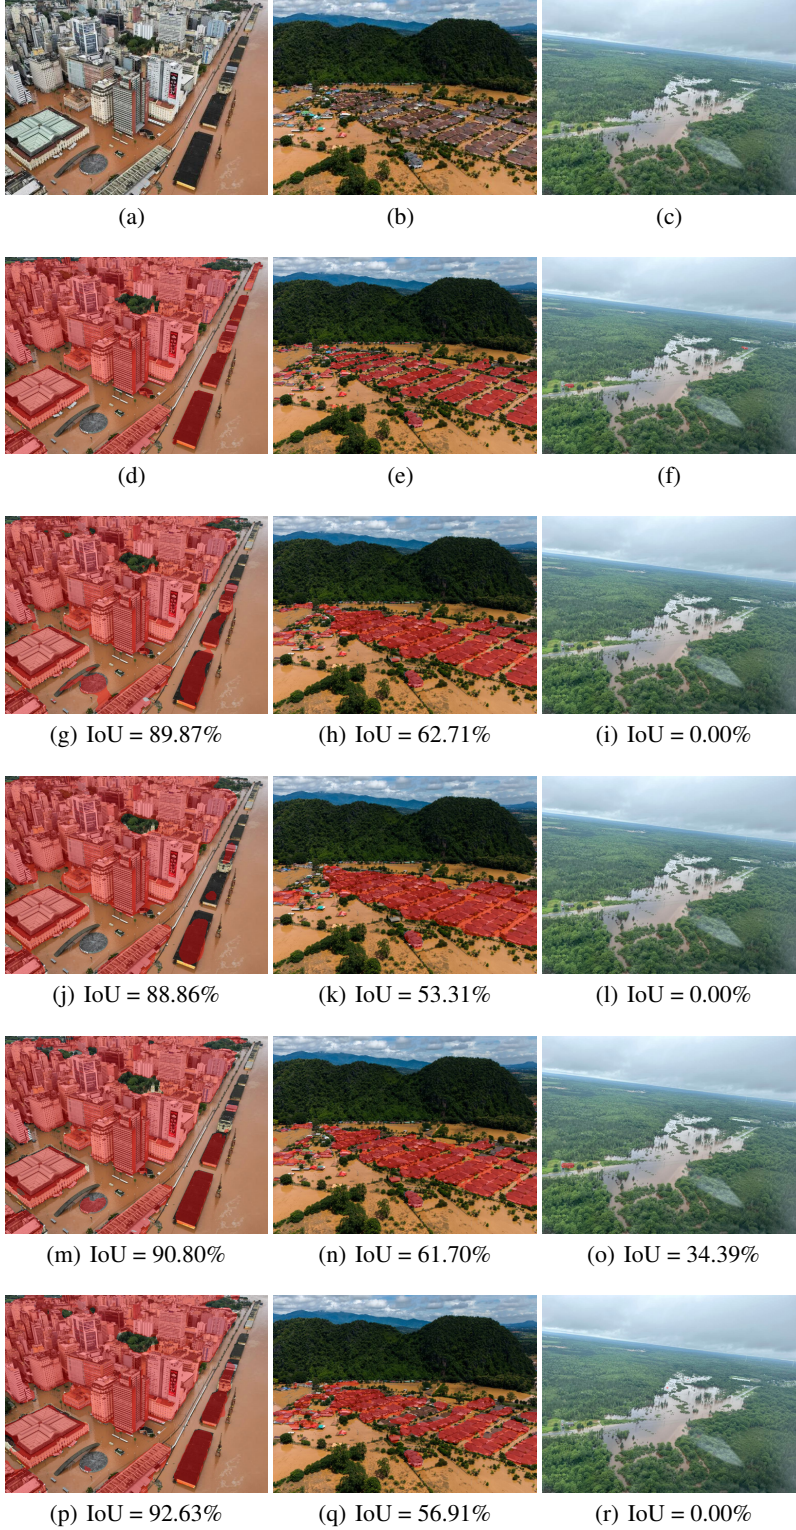 (a)
(b)
(c)
(d)
(e)
(f)
(g) IoU = 89.87%
(h) IoU = 62.71%
(i) IoU = 0.00%
(j) IoU = 88.86%
(k) IoU = 53.31%
(l) IoU = 0.00%
(m) IoU = 90.80%
(n) IoU = 61.70%
(o) IoU = 34.39%
(p) IoU = 92.63%
(q) IoU = 56.91%
(r) IoU = 0.00%